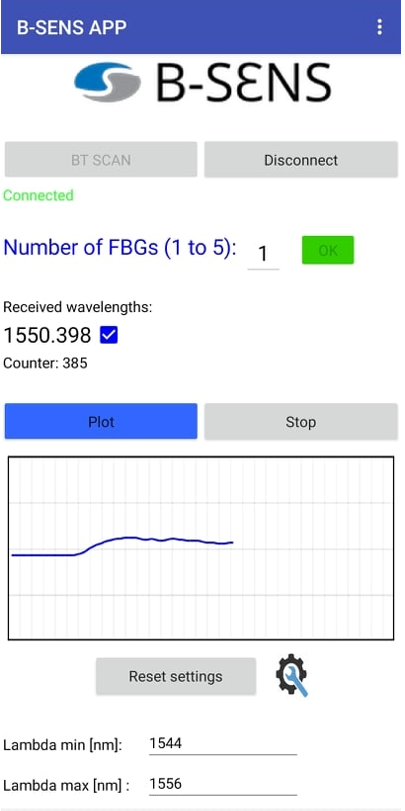 B-SENS APP
B-SENS
BT SCAN Disconnect
Connected
Number of FBGs (1 to 5): 1 OK
Received wavelengths:
1550.398
Counter: 385
Plot Stop
Reset settings
Lambda min [nm]: 1544
Lambda max [nm] : 1556